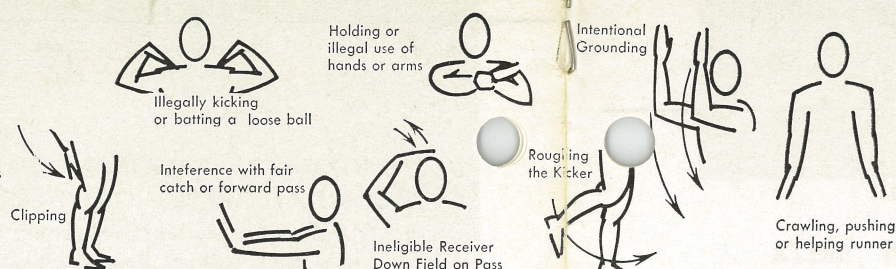 Illegally kicking
or batting a loose ball
Holding or
illegal use of
hands or arms
Intentional
Grounding
Clipping
Inteference with fair
catch or forward pass
Ineligible Receiver
Down Field on Pass
Roughing
the Kicker
Crawling, pushing
or helping runner